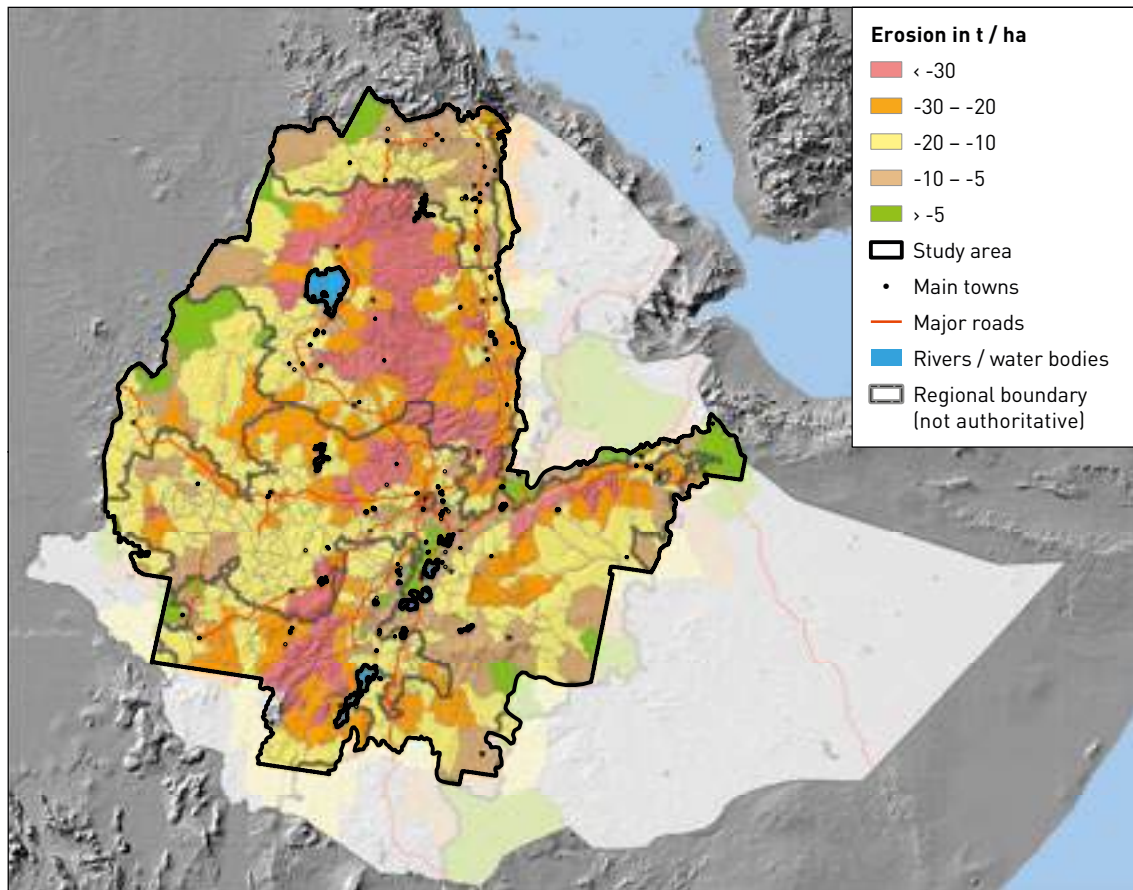 Erosion in t / ha
‹ -30
-30 – -20
-20 – -10
-10 – -5
› -5
Study area
Main towns
Major roads
Rivers / water bodies
Regional boundary
(not authoritative)